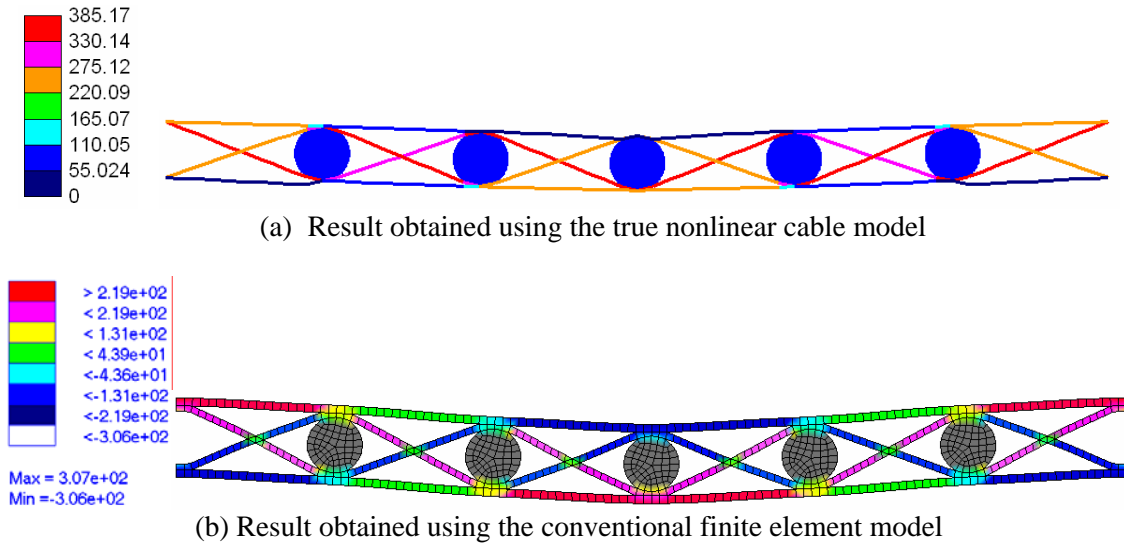 385.17
330.14
275.12
220.09
165.07
110.05
55.024
0
(a) Result obtained using the true nonlinear cable model
> 2.19e+02
< 2.19e+02
< 1.31e+02
< 4.39e+01
<-4.36e+01
<-1.31e+02
<-2.19e+02
<-3.06e+02
Max = 3.07e+02
Min =-3.06e+02
(b) Result obtained using the conventional finite element model